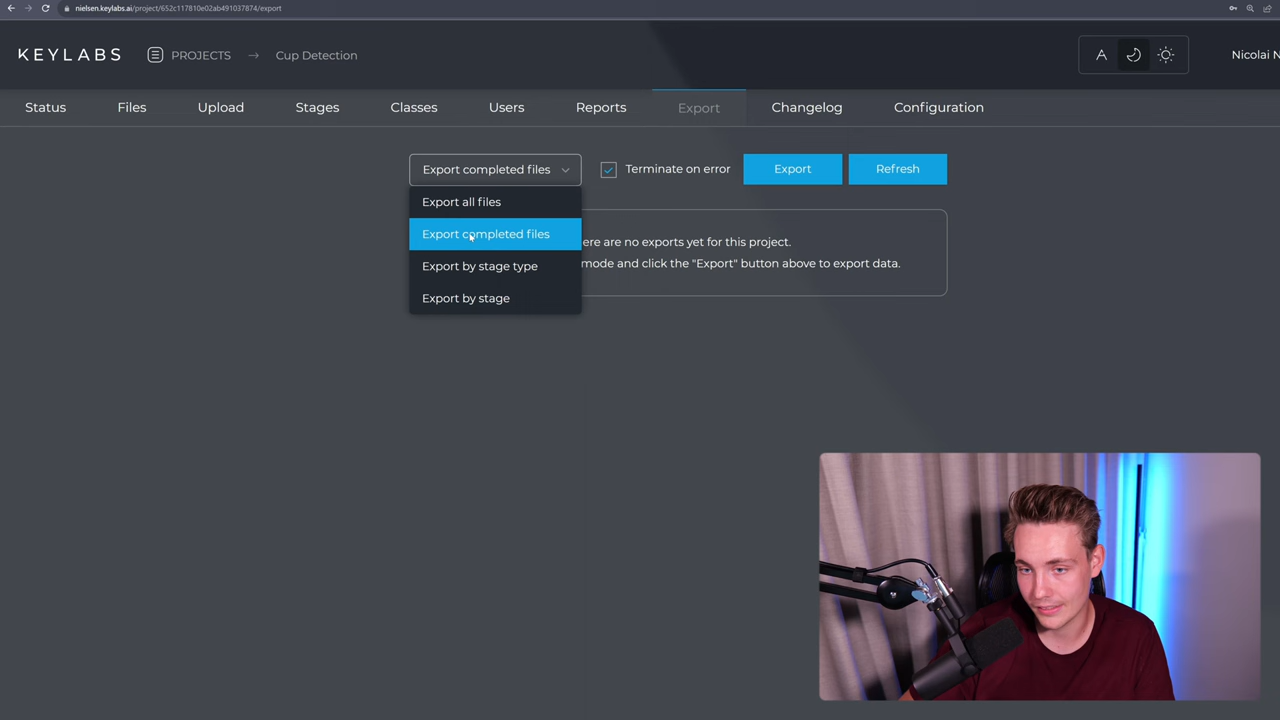 nielsen.keylabs.ai/project/652c117810e02ab491037874/export
KEYLABS
PROJECTS → Cup Detection
A
Nicolai N
Status Files Upload Stages Classes Users Reports Export Changelog Configuration
Export completed files
Terminate on error
Export
Refresh
Export all files
Export completed files
Export by stage type
Export by stage
ere are no exports yet for this project.
mode and click the "Export" button above to export data.